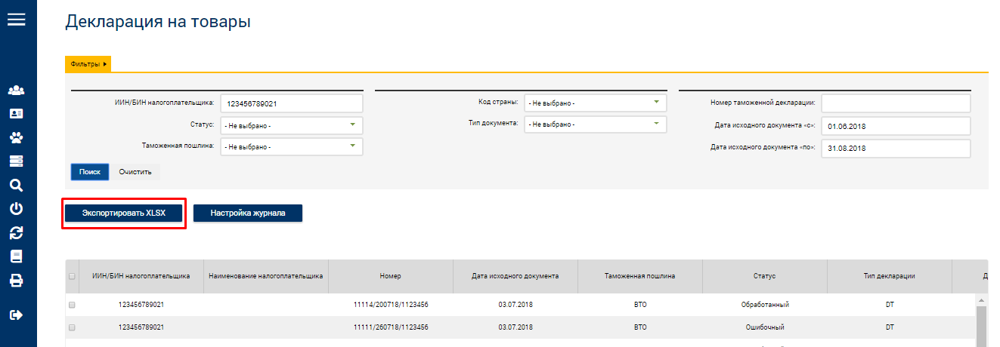 Декларация на товары
Фильтры
ИИН/БИН налогоплательщика: 123456789021
Статус: - Не выбрано -
Таможенная пошлина: - Не выбрано -
Код страны: - Не выбрано -
Тип документа: - Не выбрано -
Номер таможенной декларации:
Дата исходного документа «с»: 01.06.2018
Дата исходного документа «по»: 31.08.2018
Поиск Очистить
Экспортировать XLSX Настройка журнала
ИИН/БИН налогоплательщика Наименование налогоплательщика Номер Дата исходного документа Таможенная пошлина Статус Тип декларации Д
123456789021 11114/200718/1123456 03.07.2018 ВТО Обработанный DT
123456789021 11111/260718/1123456 03.07.2018 ВТО Ошибочный DT